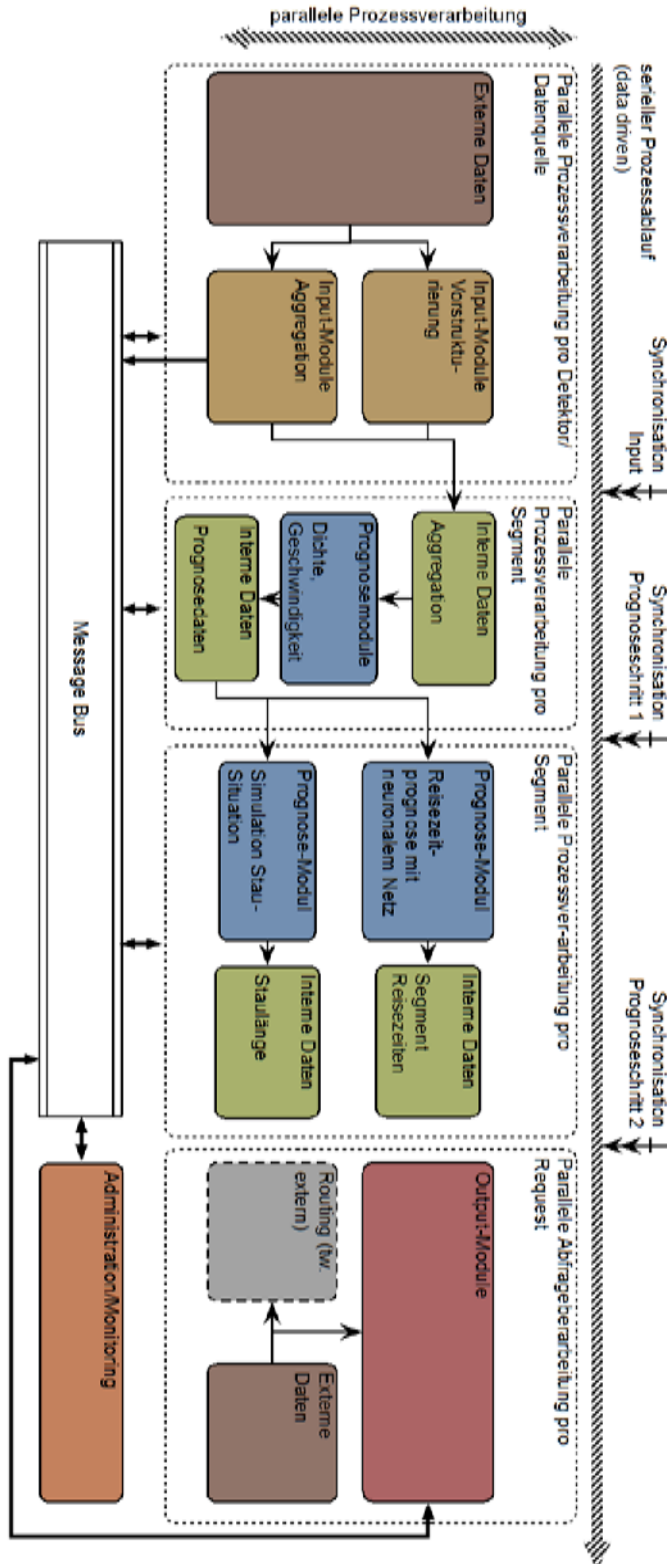 parallele Prozessverarbeitung
serieller Prozessablauf
(data driven)
Synchronisation
Input
Synchronisation
Prognoseschritt 1
Synchronisation
Prognoseschritt 2
Parallele Prozessverarbeitung pro Detektor/
Datenquelle
Externe Daten
Input-Module
Vorstruktu-
rierung
Input-Module
Aggregation
Parallele
Prozessverarbeitung pro
Segment
Interne Daten
Aggregation
Prognosemodule
Dichte,
Geschwindigkeit
Interne Daten
Prognosedaten
Parallele Prozessver-arbeitung pro
Segment
Prognose-Modul
Reisezeit-
prognose mit
neuronalem Netz
Interne Daten
Segment
Reisezeiten
Prognose-Modul
Simulation Stau-
Situation
Interne Daten
Staulänge
Parallele Abfrageberarbeitung pro
Request
Output-Module
Routing (tw.
extern)
Externe
Daten
Message Bus
Administration/Monitoring